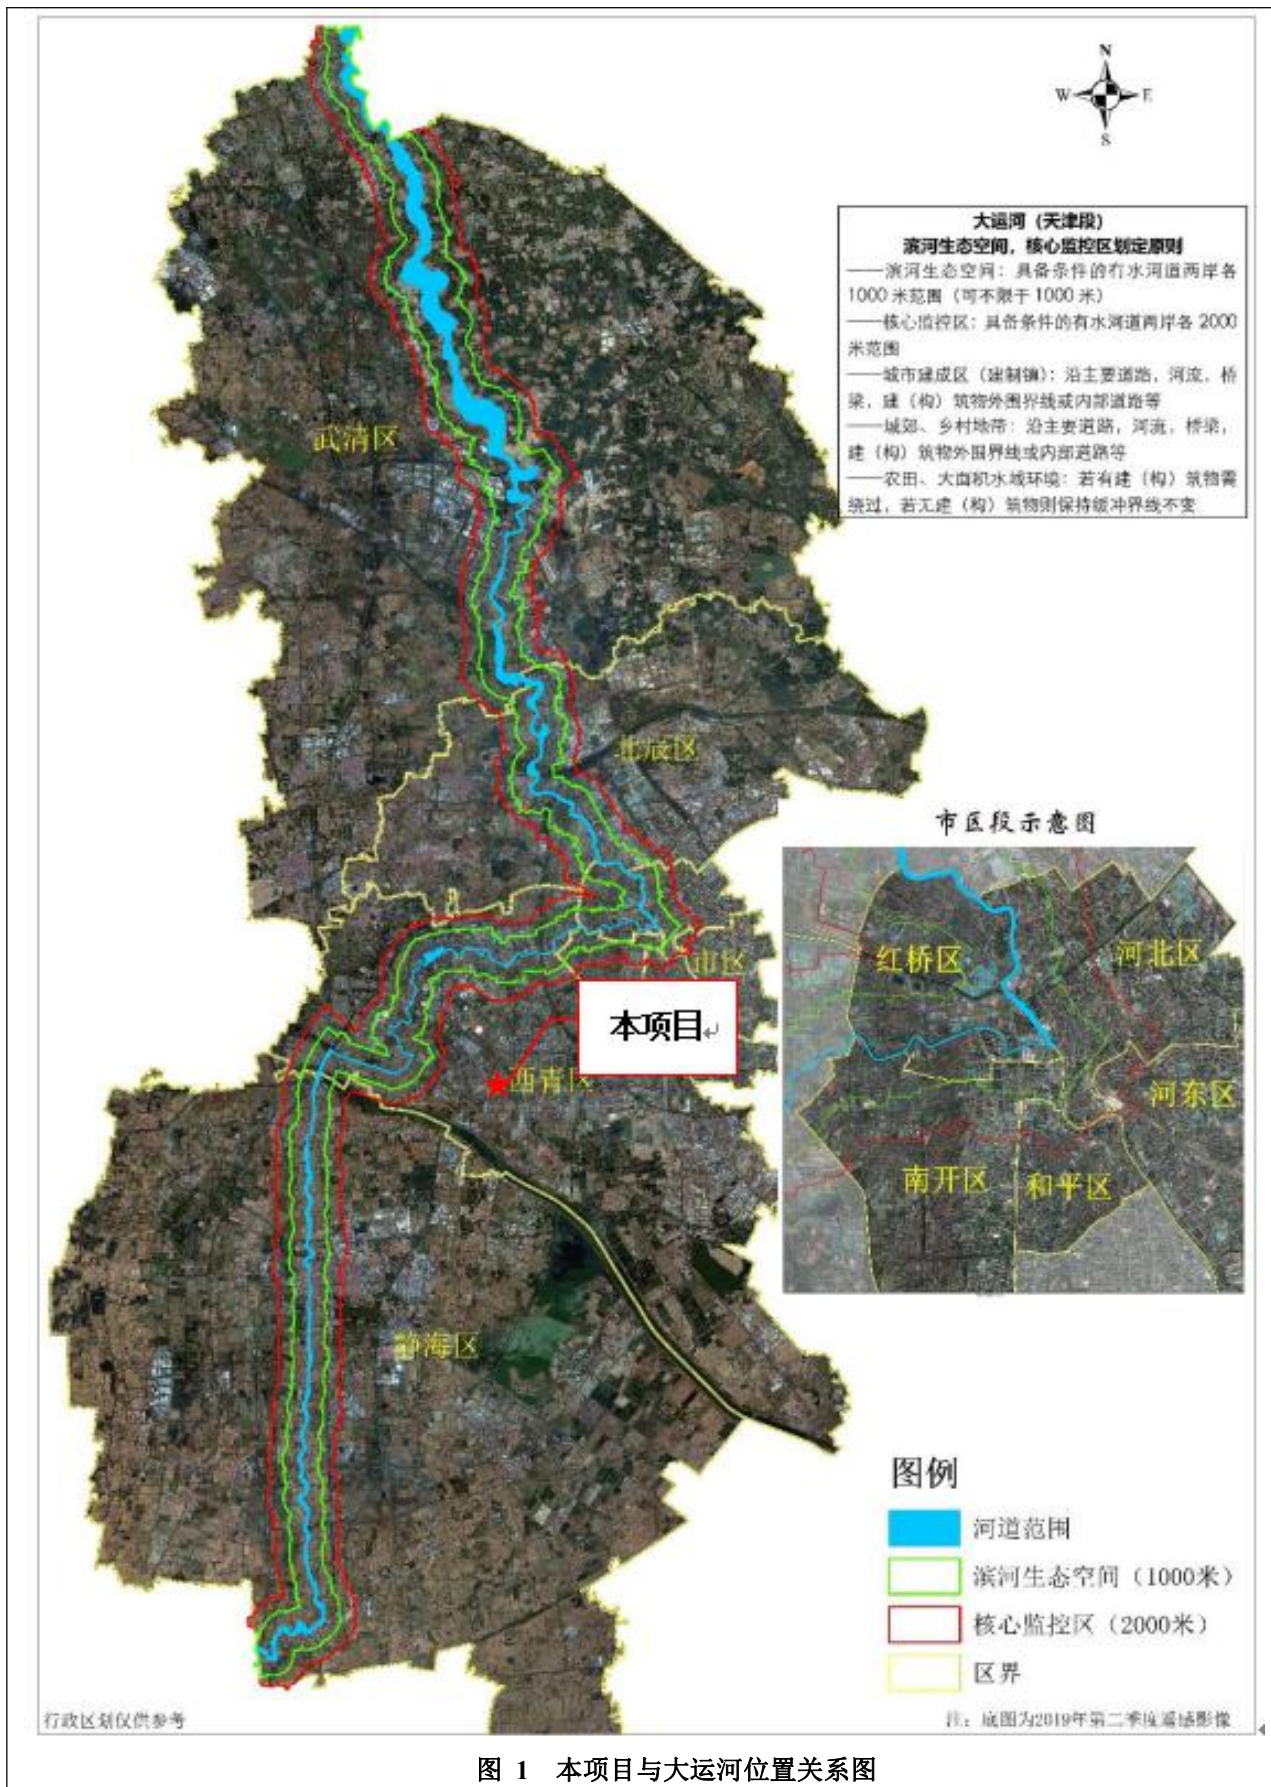 N
W E
S
大运河（天津段）
滨河生态空间，核心监控区划定原则
——滨河生态空间：具备条件的有水河道两岸各
1000 米范围（可不限于 1000 米）
——核心监控区：具备条件的有水河道两岸各 2000
米范围
——城市建成区（建制镇）：沿主要道路，河流，桥
梁，建（构）筑物外围界线或内部道路等
——城郊、乡村地带：沿主要道路，河流，桥梁，
建（构）筑物外围界线或内部道路等
——农田、大面积水域环境：若有建（构）筑物需
绕过，若无建（构）筑物则保持缓冲界线不变
武清区
北辰区
市区段示意图
红桥区
河北区
市区
本项目
西青区
河东区
南开区
和平区
静海区
图例
河道范围
滨河生态空间（1000米）
核心监控区（2000米）
区界
行政区划仅供参考
注：底图为2019年第二季度遥感影像
图 1 本项目与大运河位置关系图